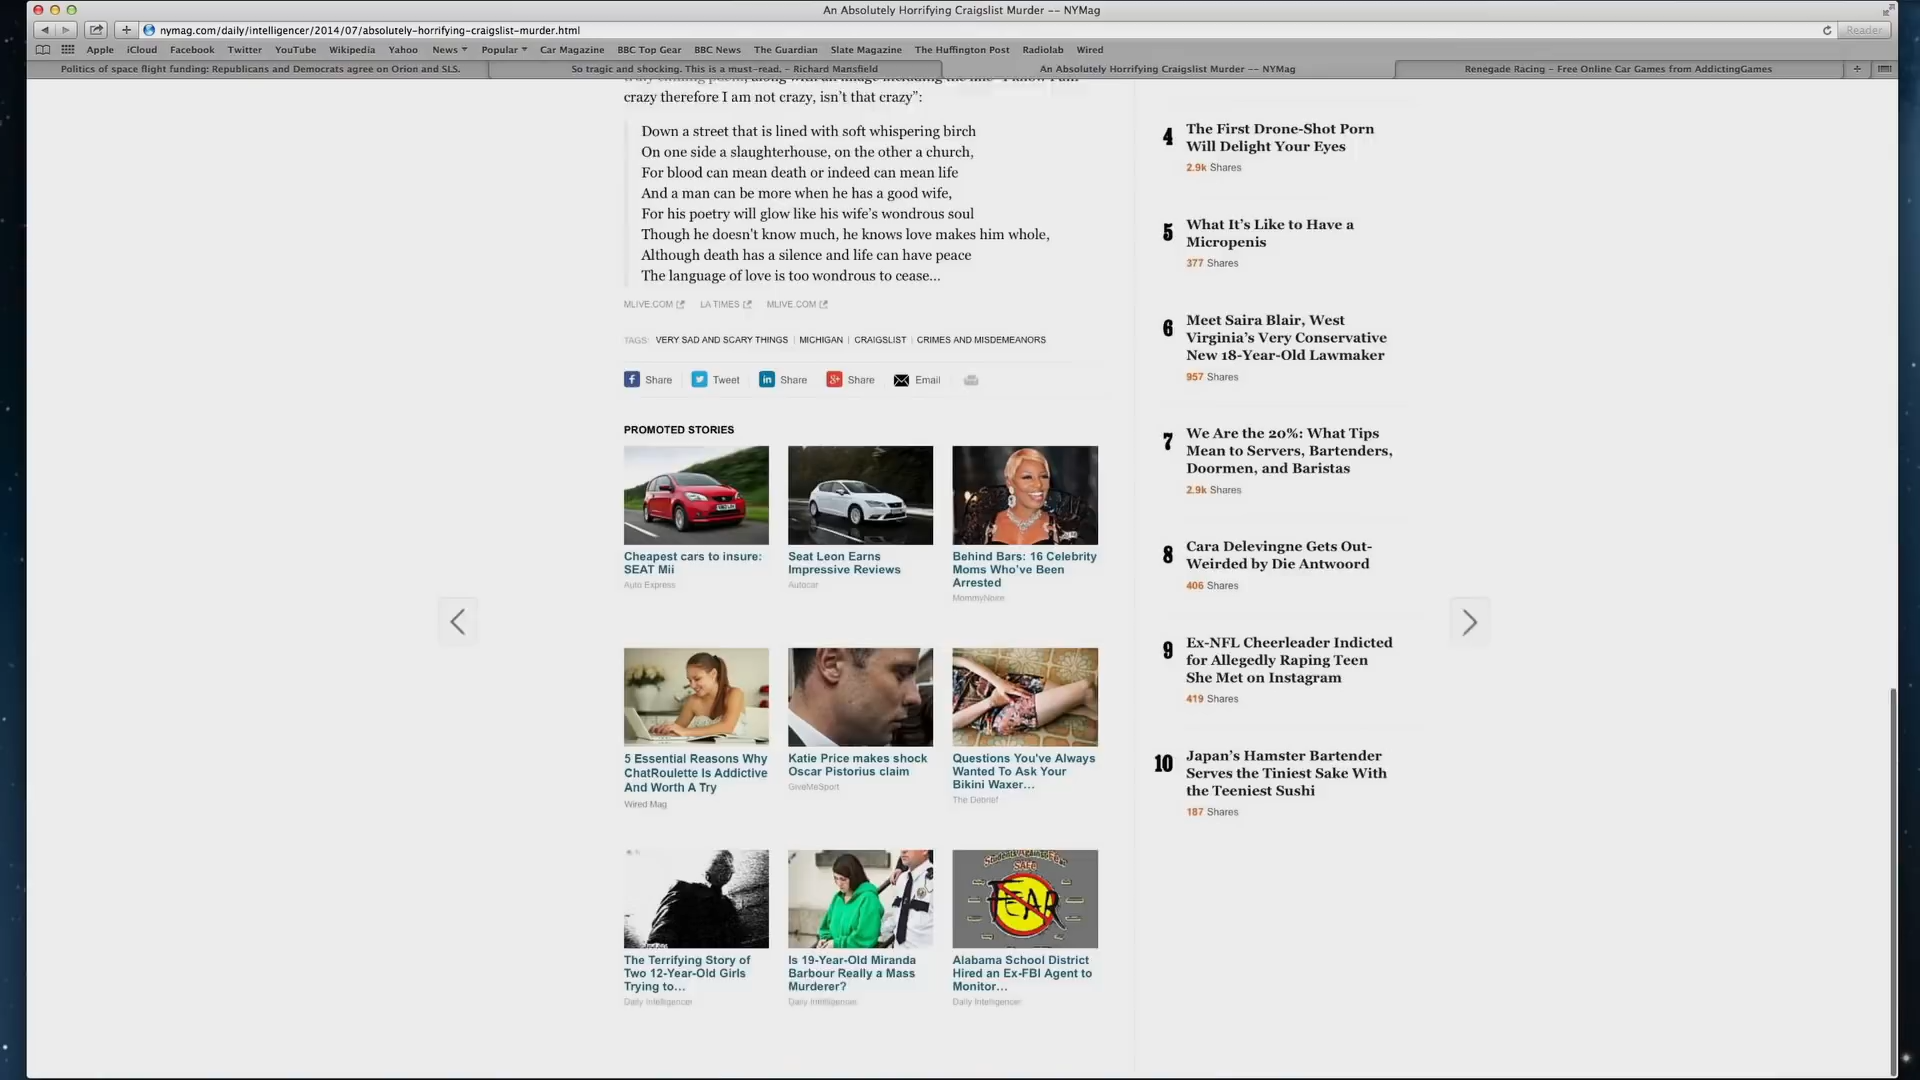 An Absolutely Horrifying Craigslist Murder -- NYMag
nymag.com/daily/intelligencer/2014/07/absolutely-horrifying-craigslist-murder.html
Reader
Apple iCloud Facebook Twitter YouTube Wikipedia Yahoo News Popular Car Magazine BBC Top Gear BBC News The Guardian Slate Magazine The Huffington Post Radiolab Wired
Politics of space flight funding: Republicans and Democrats agree on Orion and SLS.
So tragic and shocking. This is a must-read. – Richard Mansfield
An Absolutely Horrifying Craigslist Murder -- NYMag
Renegade Racing – Free Online Car Games from AddictingGames
crazy therefore I am not crazy, isn’t that crazy”:
Down a street that is lined with soft whispering birch
On one side a slaughterhouse, on the other a church,
For blood can mean death or indeed can mean life
And a man can be more when he has a good wife,
For his poetry will glow like his wife’s wondrous soul
Though he doesn't know much, he knows love makes him whole,
Although death has a silence and life can have peace
The language of love is too wondrous to cease...
MLIVE.COM LA TIMES MLIVE.COM
TAGS: VERY SAD AND SCARY THINGS | MICHIGAN | CRAIGSLIST | CRIMES AND MISDEMEANORS
Share Tweet Share Share Email
PROMOTED STORIES
Cheapest cars to insure:
SEAT Mii
Auto Express
Seat Leon Earns
Impressive Reviews
Autocar
Behind Bars: 16 Celebrity
Moms Who've Been
Arrested
MommyNoire
5 Essential Reasons Why
ChatRoulette Is Addictive
And Worth A Try
Wired Mag
Katie Price makes shock
Oscar Pistorius claim
GiveMeSport
Questions You've Always
Wanted To Ask Your
Bikini Waxer...
The Debrief
FEAR
The Terrifying Story of
Two 12-Year-Old Girls
Trying to...
Daily Intelligencer
Is 19-Year-Old Miranda
Barbour Really a Mass
Murderer?
Daily Intelligencer
Alabama School District
Hired an Ex-FBI Agent to
Monitor...
Daily Intelligencer
4 The First Drone-Shot Porn
Will Delight Your Eyes
2.9k Shares
5 What It’s Like to Have a
Micropenis
377 Shares
6 Meet Saira Blair, West
Virginia’s Very Conservative
New 18-Year-Old Lawmaker
957 Shares
7 We Are the 20%: What Tips
Mean to Servers, Bartenders,
Doormen, and Baristas
2.9k Shares
8 Cara Delevingne Gets Out-
Weirded by Die Antwoord
406 Shares
9 Ex-NFL Cheerleader Indicted
for Allegedly Raping Teen
She Met on Instagram
419 Shares
10 Japan’s Hamster Bartender
Serves the Tiniest Sake With
the Teeniest Sushi
187 Shares